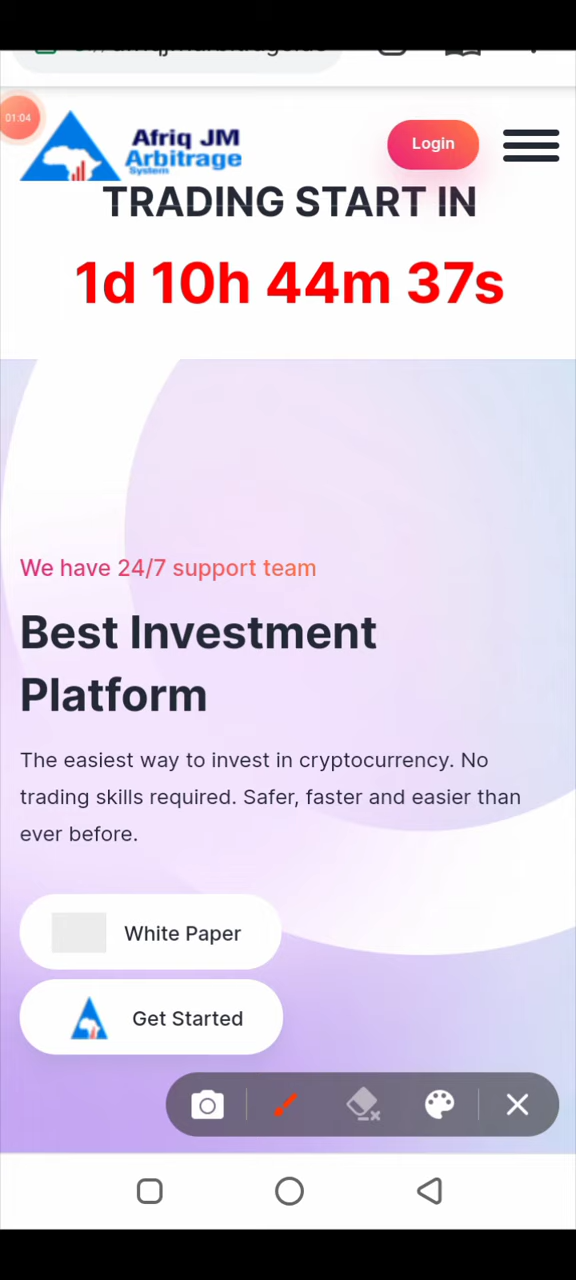 01:04
Afriq JM
Arbitrage
System
Login
TRADING START IN
1d 10h 44m 37s
We have 24/7 support team
Best Investment
Platform
The easiest way to invest in cryptocurrency. No
trading skills required. Safer, faster and easier than
ever before.
White Paper
Get Started